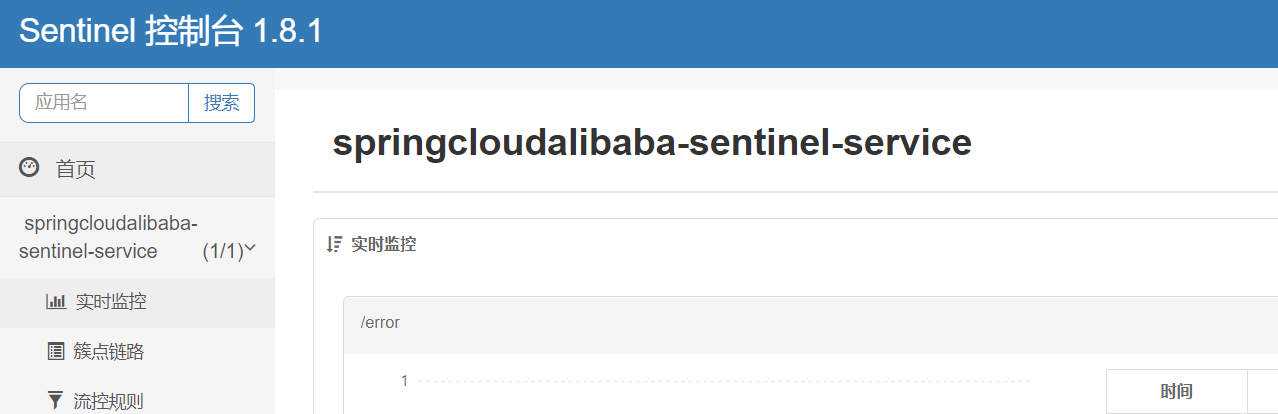 Sentinel 控制台 1.8.1
应用名 搜索
首页
springcloudalibaba-
sentinel-service (1/1)
实时监控
簇点链路
流控规则
springcloudalibaba-sentinel-service
实时监控
/error
1
时间